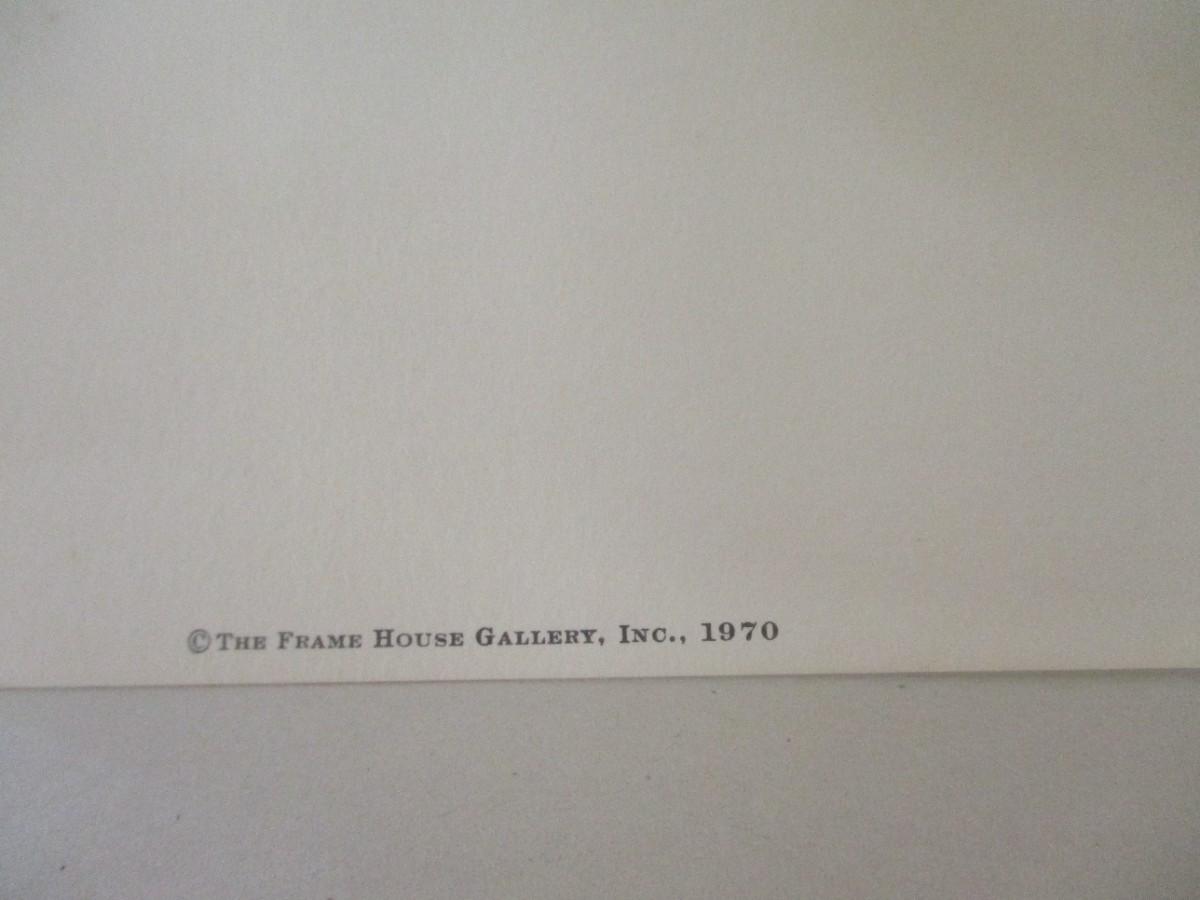 © THE FRAME HOUSE GALLERY, INC., 1970